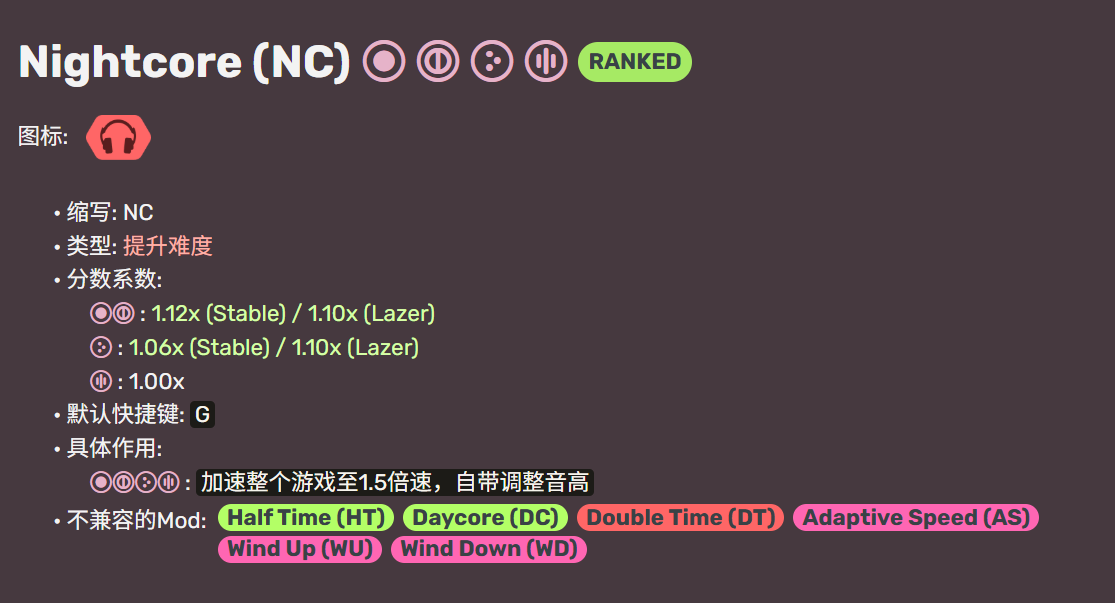 Nightcore (NC) RANKED
图标:
• 缩写: NC
• 类型: 提升难度
• 分数系数:
: 1.12x (Stable) / 1.10x (Lazer)
: 1.06x (Stable) / 1.10x (Lazer)
: 1.00x
• 默认快捷键: G
• 具体作用:
: 加速整个游戏至1.5倍速，自带调整音高
• 不兼容的Mod: Half Time (HT) Daycore (DC) Double Time (DT) Adaptive Speed (AS)
Wind Up (WU) Wind Down (WD)